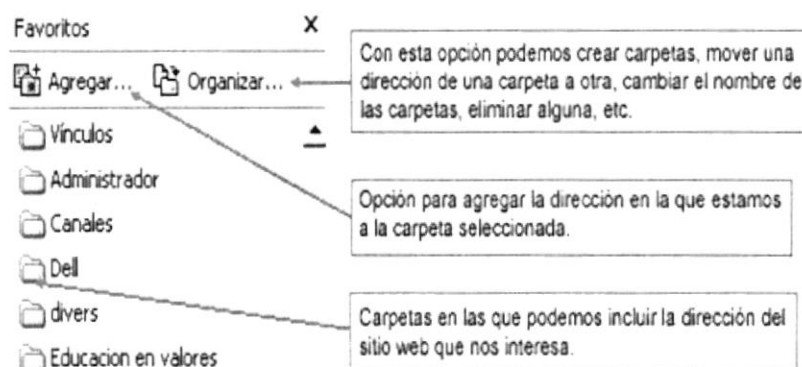 Favoritos X
Agregar... Organizar...
Vínculos
Administrador
Canales
Dell
divers
Educacion en valores
Con esta opción podemos crear carpetas, mover una
dirección de una carpeta a otra, cambiar el nombre de
las carpetas, eliminar alguna, etc.
Opción para agregar la dirección en la que estamos
a la carpeta seleccionada.
Carpetas en las que podemos incluir la dirección del
sitio web que nos interesa.